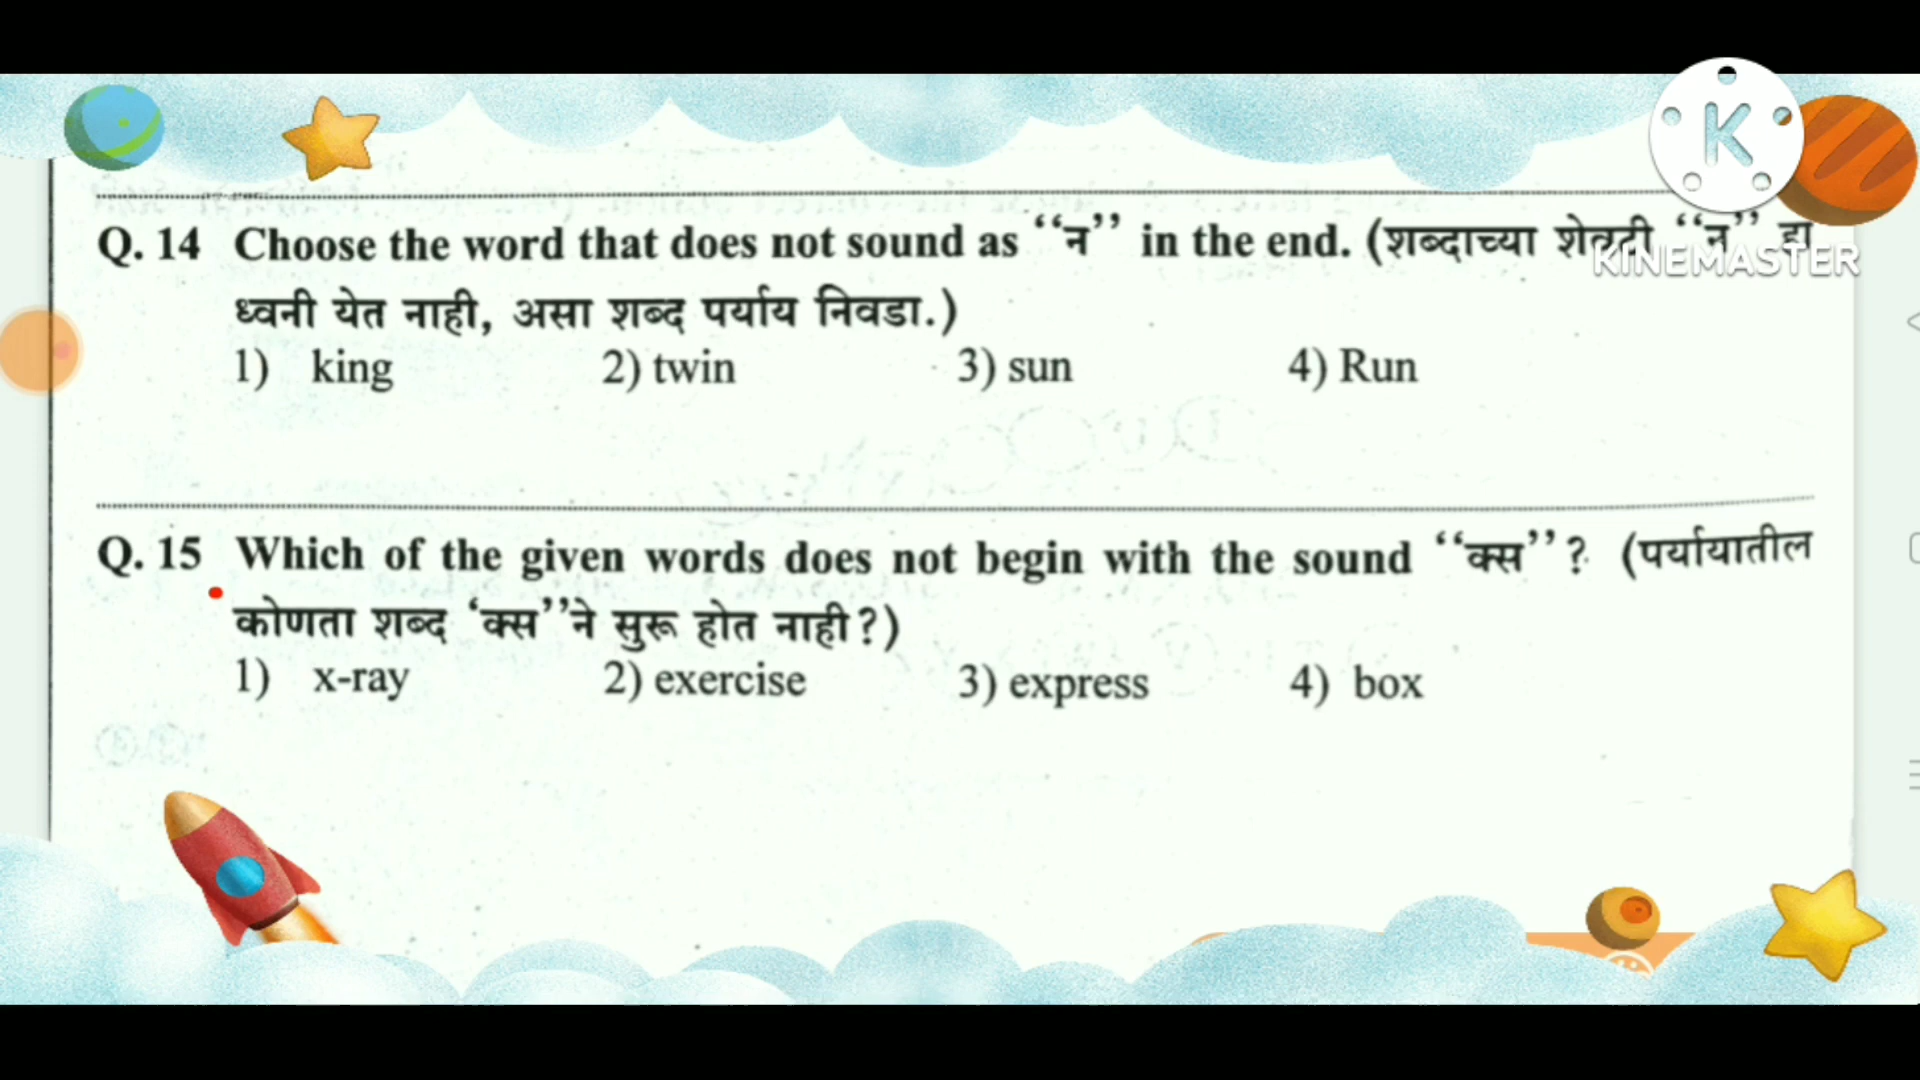 K
KINEMASTER
Q. 14 Choose the word that does not sound as ‘‘न’’ in the end. (शब्दाच्या शेवटी ‘‘न’’ हा
ध्वनी येत नाही, असा शब्द पर्याय निवडा.)
1) king 2) twin 3) sun 4) Run
Q. 15 Which of the given words does not begin with the sound ‘‘क्स’’? (पर्यायातील
कोणता शब्द ‘क्स’’ने सुरू होत नाही?)
1) x-ray 2) exercise 3) express 4) box